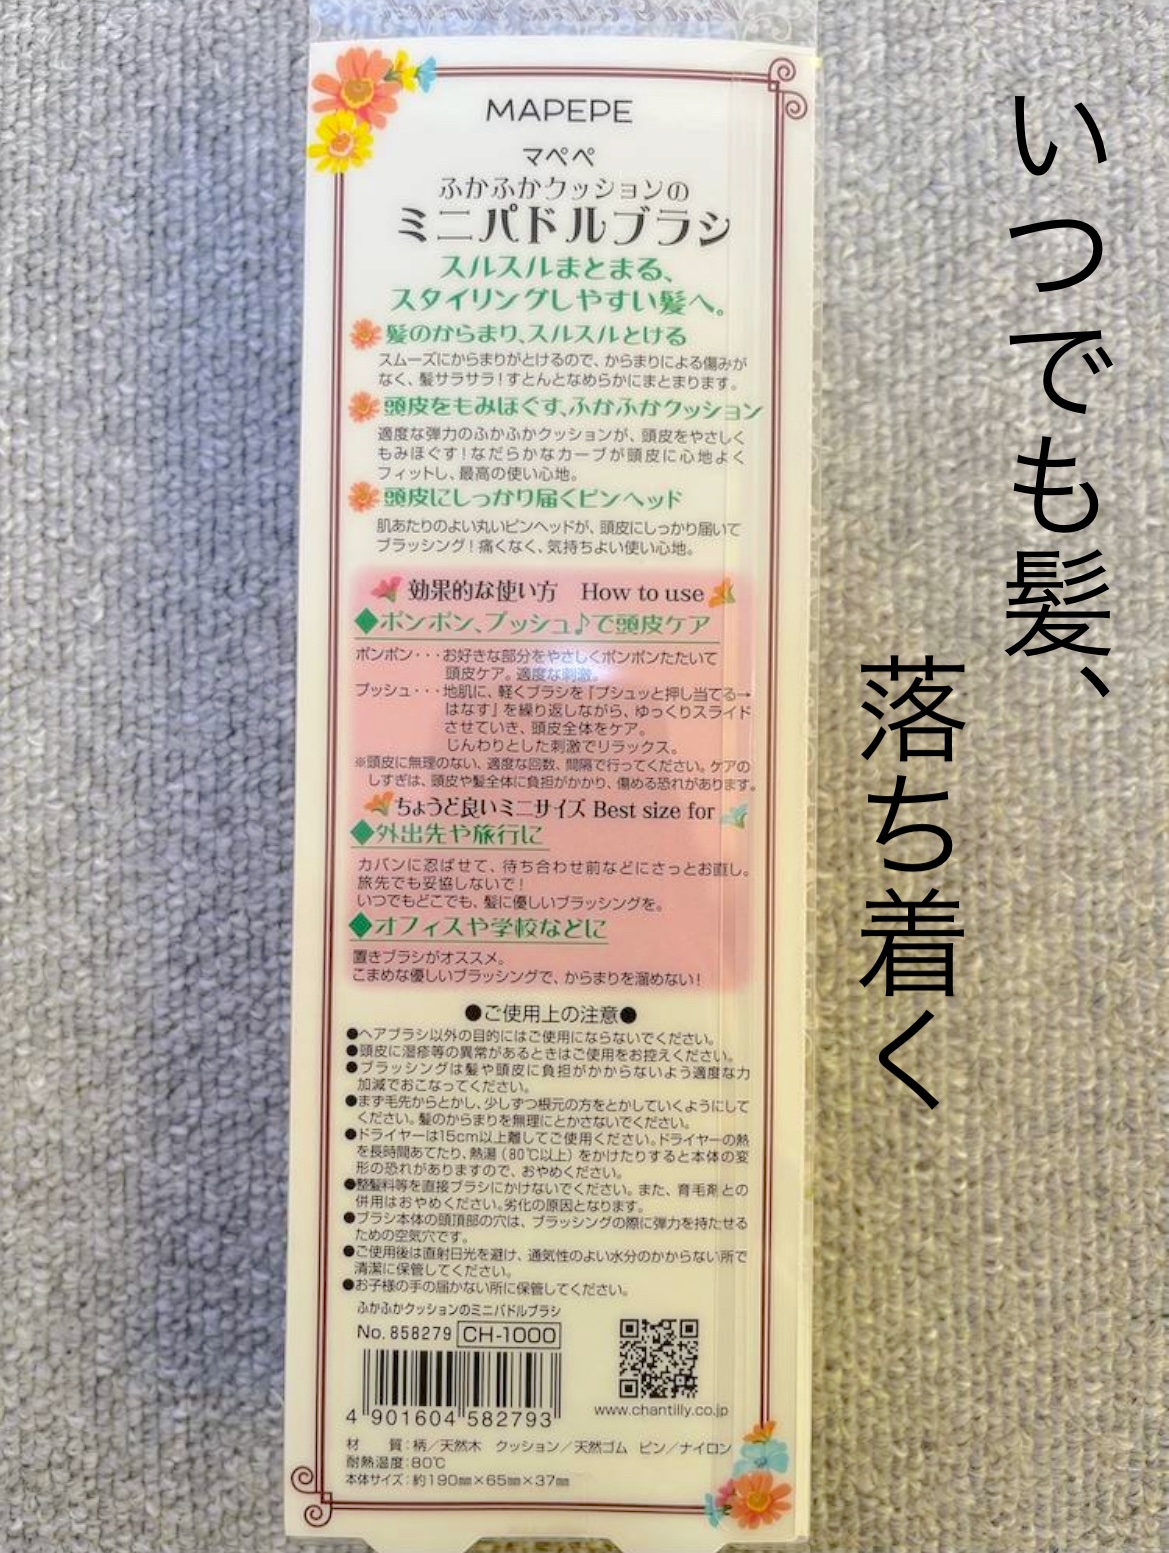 いつでも髪、
落ち着く
MAPEPE
マペペ
ふかふかクッションの
ミニパドルブラシ
スルスルまとまる、
スタイリングしやすい髪へ。
髪のからまり、スルスルとける
スムーズにからまりがとけるので、からまりによる傷みが
なく、髪サラサラ！すとんとなめらかにまとまります。
頭皮をもみほぐす、ふかふかクッション
適度な弾力のふかふかクッションが、頭皮をやさしく
もみほぐす！なだらかなカーブが頭皮に心地よく
フィットし、最高の使い心地。
頭皮にしっかり届くピンヘッド
肌あたりのよい丸いピンヘッドが、頭皮にしっかり届いて
ブラッシング！痛くなく、気持ちよい使い心地。
効果的な使い方 How to use
◆ポンポン、プッシュ♪で頭皮ケア
ポンポン・・・お好きな部分をやさしくポンポンたたいて
頭皮ケア。適度な刺激。
プッシュ・・・地肌に、軽くブラシを「プシュッと押し当てる→
はなす」を繰り返しながら、ゆっくりスライド
させていき、頭皮全体をケア。
じんわりとした刺激でリラックス。
※頭皮に無理のない、適度な回数、間隔で行ってください。ケアの
しすぎは、頭皮や髪全体に負担がかかり、傷める恐れがあります。
ちょうど良いミニサイズ Best size for
◆外出先や旅行に
カバンに忍ばせて、待ち合わせ前などにさっとお直し。
旅先でも妥協しないで！
いつでもどこでも、髪に優しいブラッシングを。
◆オフィスや学校などに
置きブラシがオススメ。
こまめな優しいブラッシングで、からまりを溜めない！
●ご使用上の注意●
●ヘアブラシ以外の目的にはご使用にならないでください。
●頭皮に湿疹等の異常があるときはご使用をお控えください。
●ブラッシングは髪や頭皮に負担がかからないよう適度な力
加減でおこなってください。
●まず毛先からとかし、少しずつ根元の方をとかしていくようにして
ください。髪のからまりを無理にとかさないでください。
●ドライヤーは15cm以上離してご使用ください。ドライヤーの熱
を長時間あてたり、熱湯（80℃以上）をかけたりすると本体の変
形の恐れがありますので、おやめください。
●整髪料等を直接ブラシにかけないでください。また、育毛剤との
併用はおやめください。劣化の原因となります。
●ブラシ本体の頭頂部の穴は、ブラッシングの際に弾力を持たせる
ための空気穴です。
●ご使用後は直射日光を避け、通気性のよい水分のかからない所で
清潔に保管してください。
●お子様の手の届かない所に保管してください。
ふかふかクッションのミニパドルブラシ
No.858279 CH-1000
4 901604 582793
www.chantilly.co.jp
材 質：柄／天然木 クッション／天然ゴム ピン／ナイロン
耐熱温度：80℃
本体サイズ：約190㎜×65㎜×37㎜